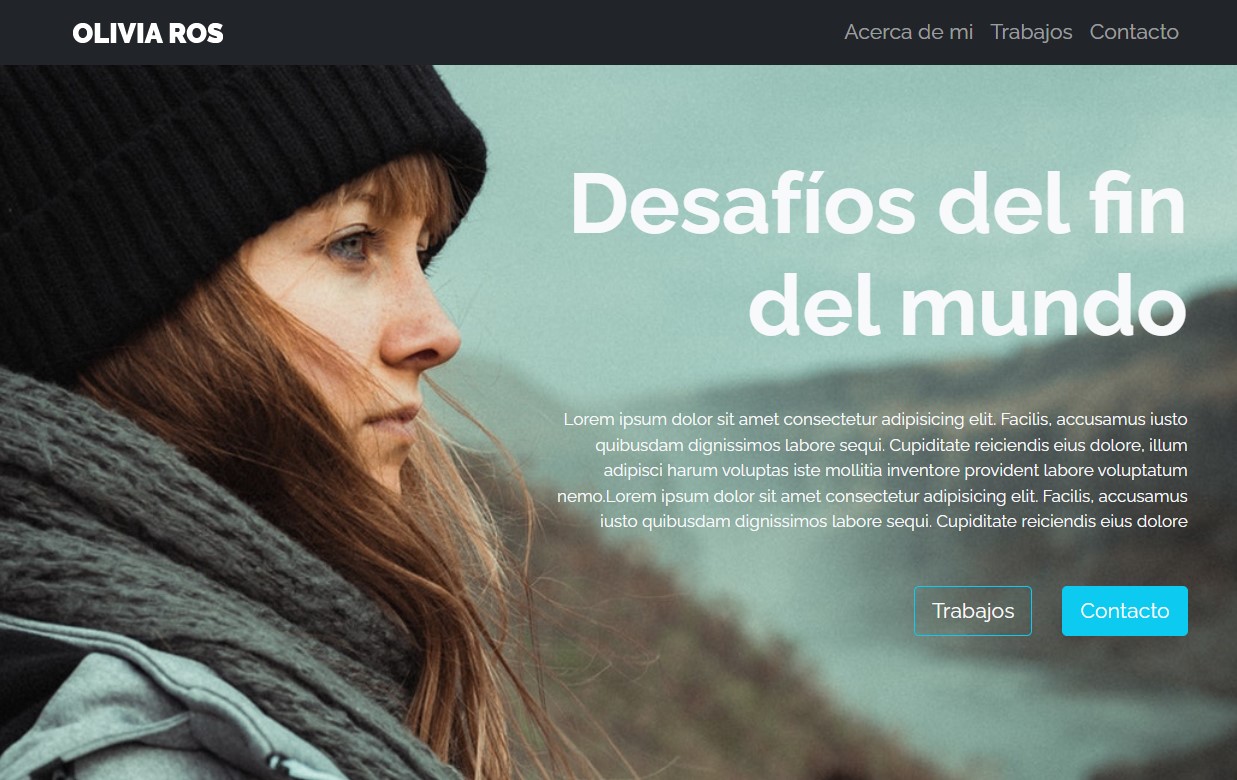 OLIVIA ROS
Acerca de mi Trabajos Contacto
Desafíos del fin
del mundo
Lorem ipsum dolor sit amet consectetur adipisicing elit. Facilis, accusamus iusto
quibusdam dignissimos labore sequi. Cupiditate reiciendis eius dolore, illum
adipisci harum voluptas iste mollitia inventore provident labore voluptatum
nemo.Lorem ipsum dolor sit amet consectetur adipisicing elit. Facilis, accusamus
iusto quibusdam dignissimos labore sequi. Cupiditate reiciendis eius dolore
Trabajos Contacto